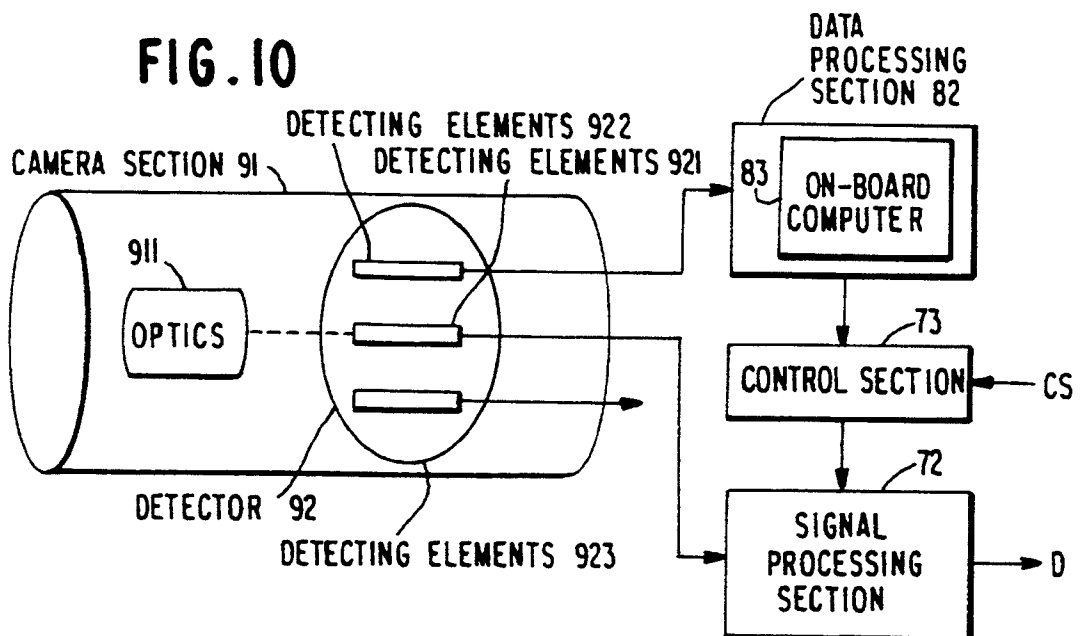 FIG. 10
DATA
PROCESSING
SECTION 82
DETECTING ELEMENTS 922
DETECTING ELEMENTS 921
CAMERA SECTION 91
83
ON-BOARD
COMPUTER
911
OPTICS
73
CONTROL SECTION
CS
72
DETECTOR 92
SIGNAL
PROCESSING
SECTION
D
DETECTING ELEMENTS 923